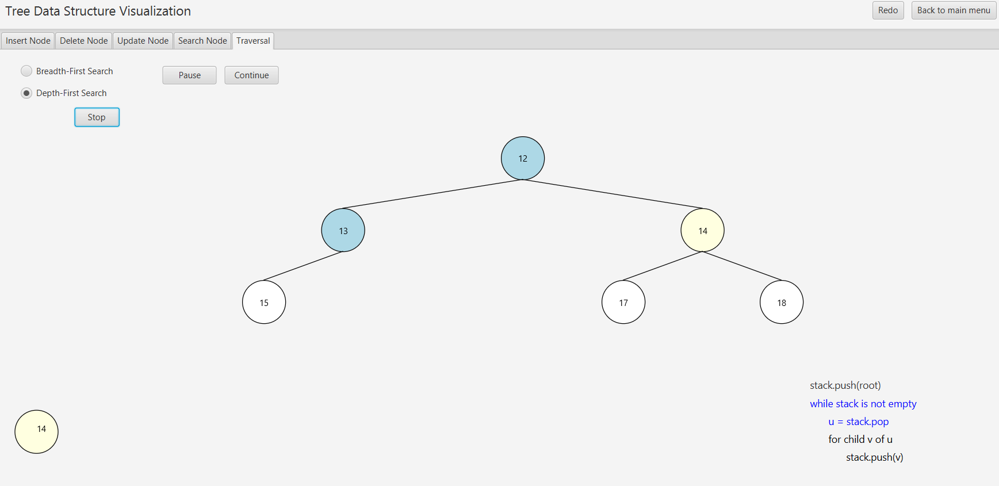 Tree Data Structure Visualization
Redo
Back to main menu
Insert Node
Delete Node
Update Node
Search Node
Traversal
Breadth-First Search
Pause
Continue
Depth-First Search
Stop
12
13
14
15
17
18
stack.push(root)
while stack is not empty
u = stack.pop
for child v of u
stack.push(v)
14